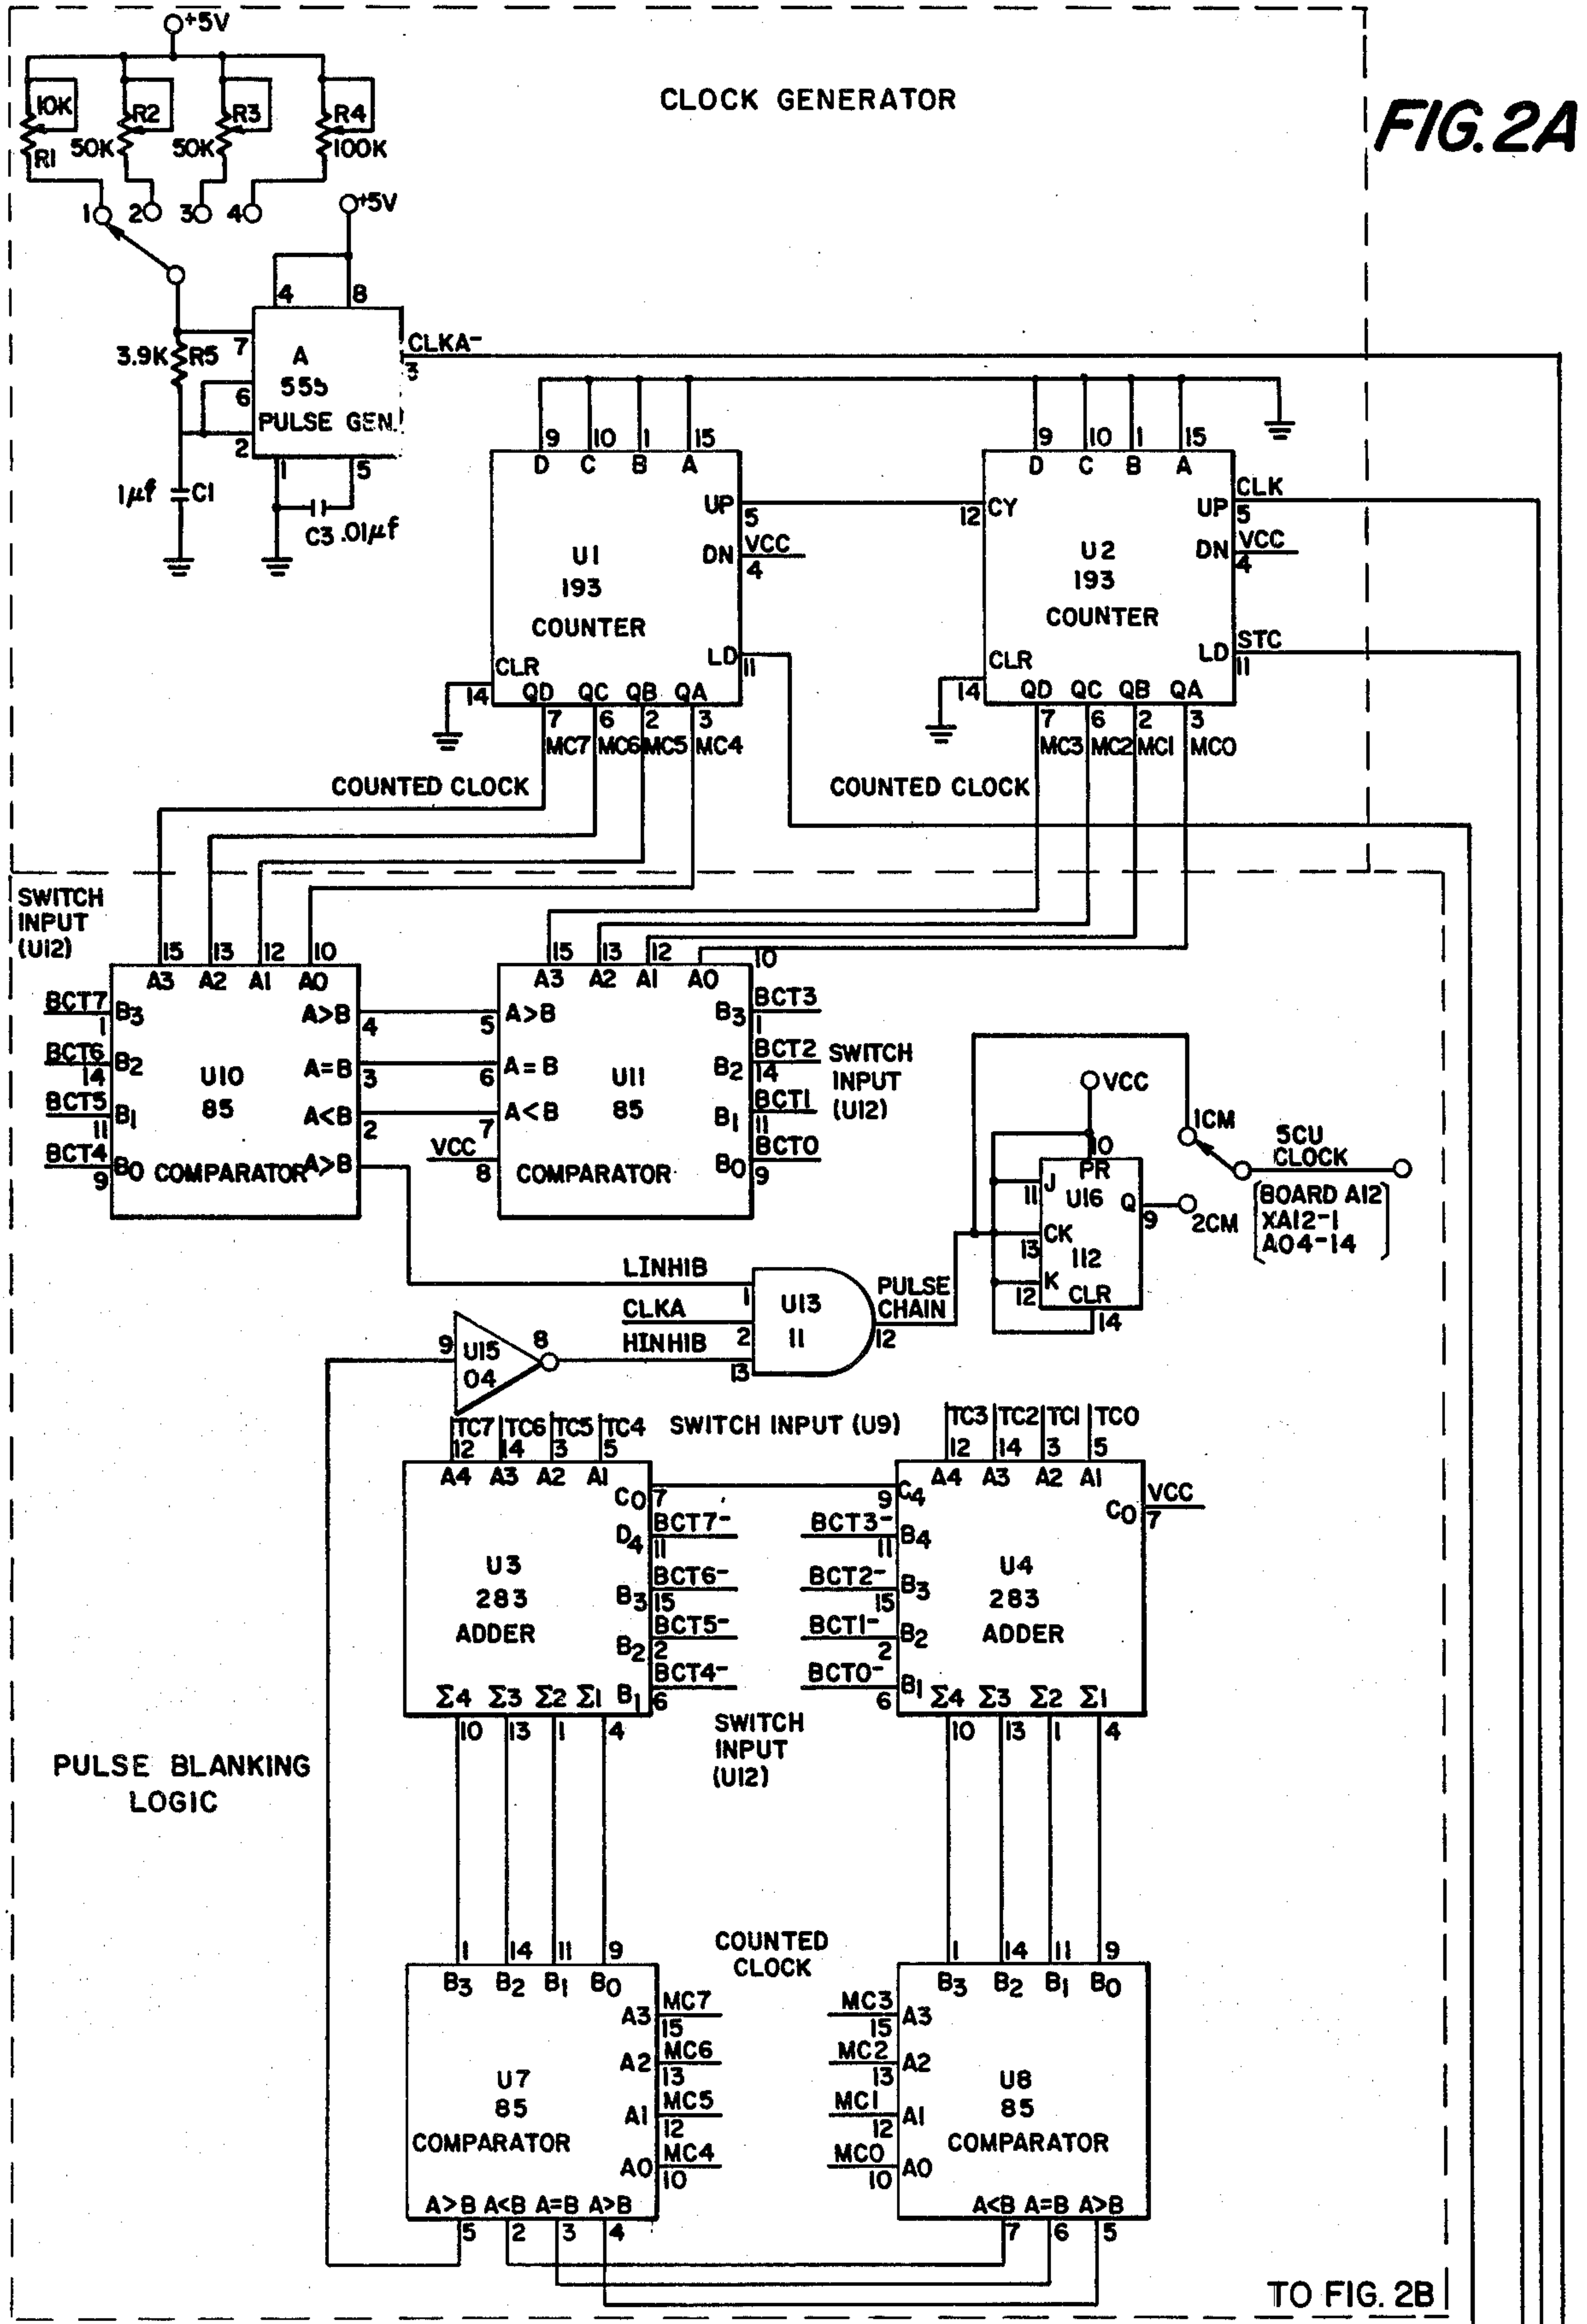 FIG. 2A
CLOCK GENERATOR
+5V
10K
R1
R2
50K
R3
50K
R4
100K
1
2
3
4
+5V
4
8
3.9K
R5
7
A
CLKA-
3
555
6
PULSE GEN.
2
1
5
1µf
C1
C3
.01µf
9
10
1
15
D
C
B
A
UP
5
U1
DN
VCC
4
193
COUNTER
LD
11
CLR
14
QD
QC
QB
QA
7
6
2
3
MC7
MC6
MC5
MC4
COUNTED CLOCK
9
10
1
15
D
C
B
A
12
CY
UP
CLK
5
U2
DN
VCC
4
193
COUNTER
LD
STC
11
CLR
14
QD
QC
QB
QA
7
6
2
3
MC3
MC2
MC1
MC0
COUNTED CLOCK
SWITCH
INPUT
(U12)
15
13
12
10
A3
A2
A1
A0
BCT7
1
B3
A>B
4
BCT6
14
B2
U10
A=B
3
BCT5
11
B1
85
A<B
2
BCT4
9
B0
COMPARATOR
A>B
15
13
12
10
A3
A2
A1
A0
5
A>B
B3
BCT3
1
6
A=B
U11
B2
BCT2
14
7
A<B
85
B1
BCT1
11
VCC
8
COMPARATOR
B0
BCT0
9
SWITCH
INPUT
(U12)
VCC
10
PR
11
J
U16
Q
9
13
CK
112
12
K
CLR
14
1CM
2CM
5CU
CLOCK
[BOARD A12]
XA12-1
A04-14
LINHIB
1
CLKA
2
HINHIB
13
U13
11
PULSE
CHAIN
12
9
U15
04
8
SWITCH INPUT (U9)
TC7
TC6
TC5
TC4
12
14
3
5
A4
A3
A2
A1
C0
7
D4
BCT7-
11
U3
BCT6-
283
B3
15
ADDER
BCT5-
B2
2
BCT4-
B1
6
Σ4
Σ3
Σ2
Σ1
10
13
1
4
TC3
TC2
TC1
TC0
12
14
3
5
A4
A3
A2
A1
9
C4
C0
VCC
7
BCT3-
11
B4
U4
BCT2-
15
B3
283
BCT1-
2
B2
ADDER
BCT0-
6
B1
Σ4
Σ3
Σ2
Σ1
10
13
1
4
SWITCH
INPUT
(U12)
PULSE BLANKING
LOGIC
COUNTED
CLOCK
1
14
11
9
B3
B2
B1
B0
A3
MC7
15
A2
MC6
13
U7
85
A1
MC5
12
COMPARATOR
A0
MC4
10
A>B
A<B
A=B
A>B
5
2
3
4
1
14
11
9
B3
B2
B1
B0
MC3
15
A3
MC2
13
A2
U8
85
MC1
12
A1
COMPARATOR
MC0
10
A0
A<B
A=B
A>B
7
6
5
TO FIG. 2B